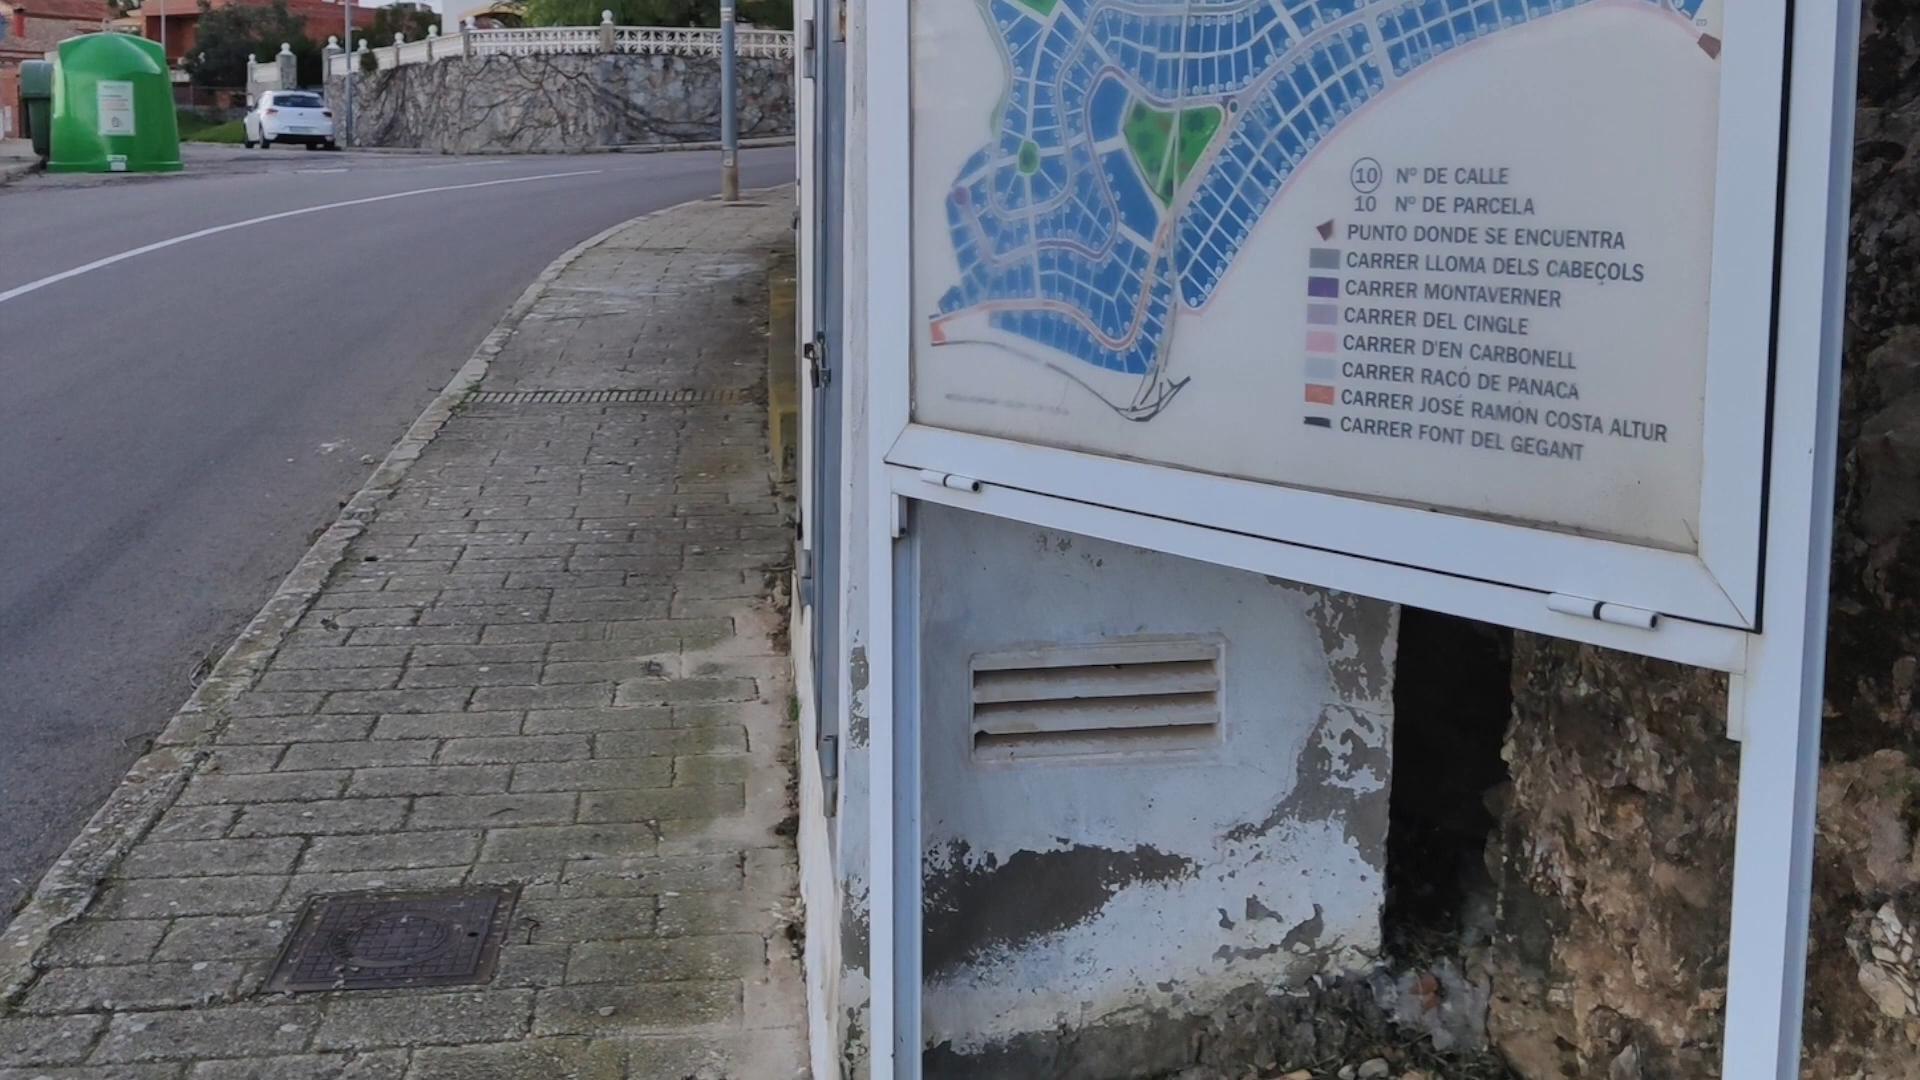 10 Nº DE CALLE
10 Nº DE PARCELA
PUNTO DONDE SE ENCUENTRA
CARRER LLOMA DELS CABEÇOLS
CARRER MONTAVERNER
CARRER DEL CINGLE
CARRER D'EN CARBONELL
CARRER RACÓ DE PANACA
CARRER JOSÉ RAMÓN COSTA ALTUR
CARRER FONT DEL GEGANT